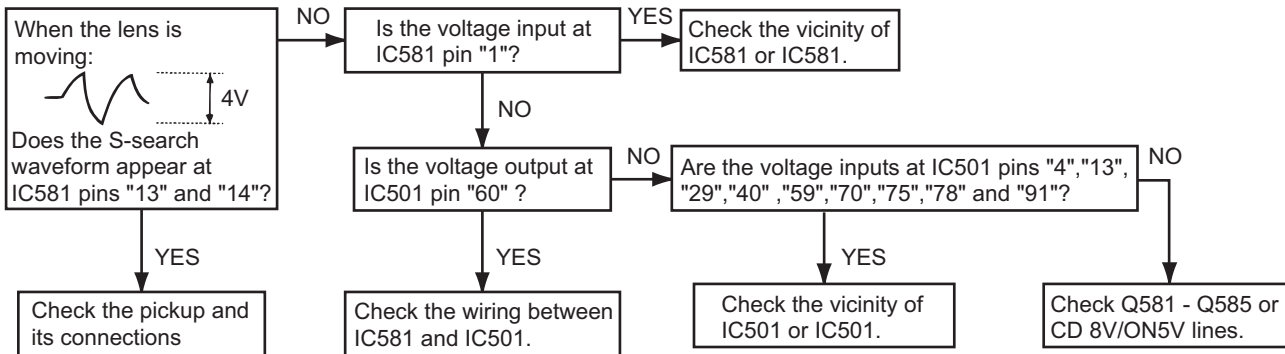 When the lens is
moving:
4V
Does the S-search
waveform appear at
IC581 pins "13" and "14"?
NO
Is the voltage input at
IC581 pin "1"?
YES
Check the vicinity of
IC581 or IC581.
NO
Is the voltage output at
IC501 pin "60" ?
NO
Are the voltage inputs at IC501 pins "4","13",
"29","40" ,"59","70","75","78" and "91"?
NO
YES
Check the pickup and
its connections
YES
Check the wiring between
IC581 and IC501.
YES
Check the vicinity of
IC501 or IC501.
Check Q581 - Q585 or
CD 8V/ON5V lines.